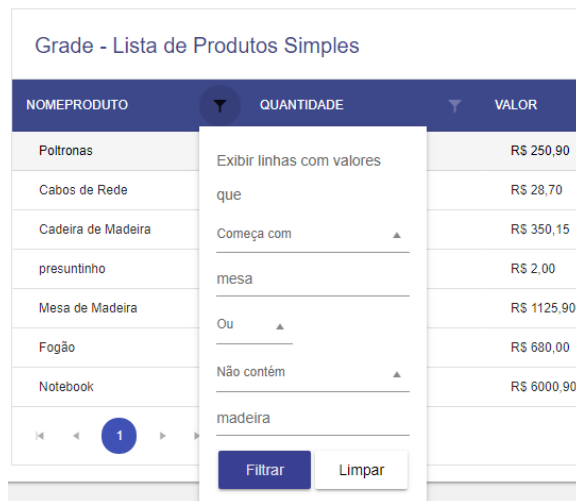 Grade - Lista de Produtos Simples
NOMEPRODUTO QUANTIDADE VALOR
Poltronas R$ 250,90
Cabos de Rede R$ 28,70
Cadeira de Madeira R$ 350,15
presuntinho R$ 2,00
Mesa de Madeira R$ 1125,90
Fogão R$ 680,00
Notebook R$ 6000,90
1
Exibir linhas com valores
que
Começa com
mesa
Ou
Não contém
madeira
Filtrar Limpar